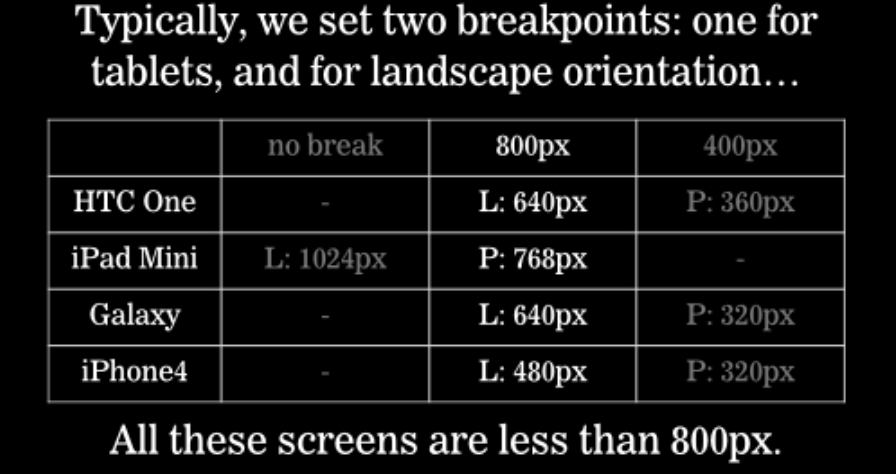 Typically, we set two breakpoints: one for
tablets, and for landscape orientation…
no break 800px 400px
HTC One - L: 640px P: 360px
iPad Mini L: 1024px P: 768px -
Galaxy - L: 640px P: 320px
iPhone4 - L: 480px P: 320px
All these screens are less than 800px.